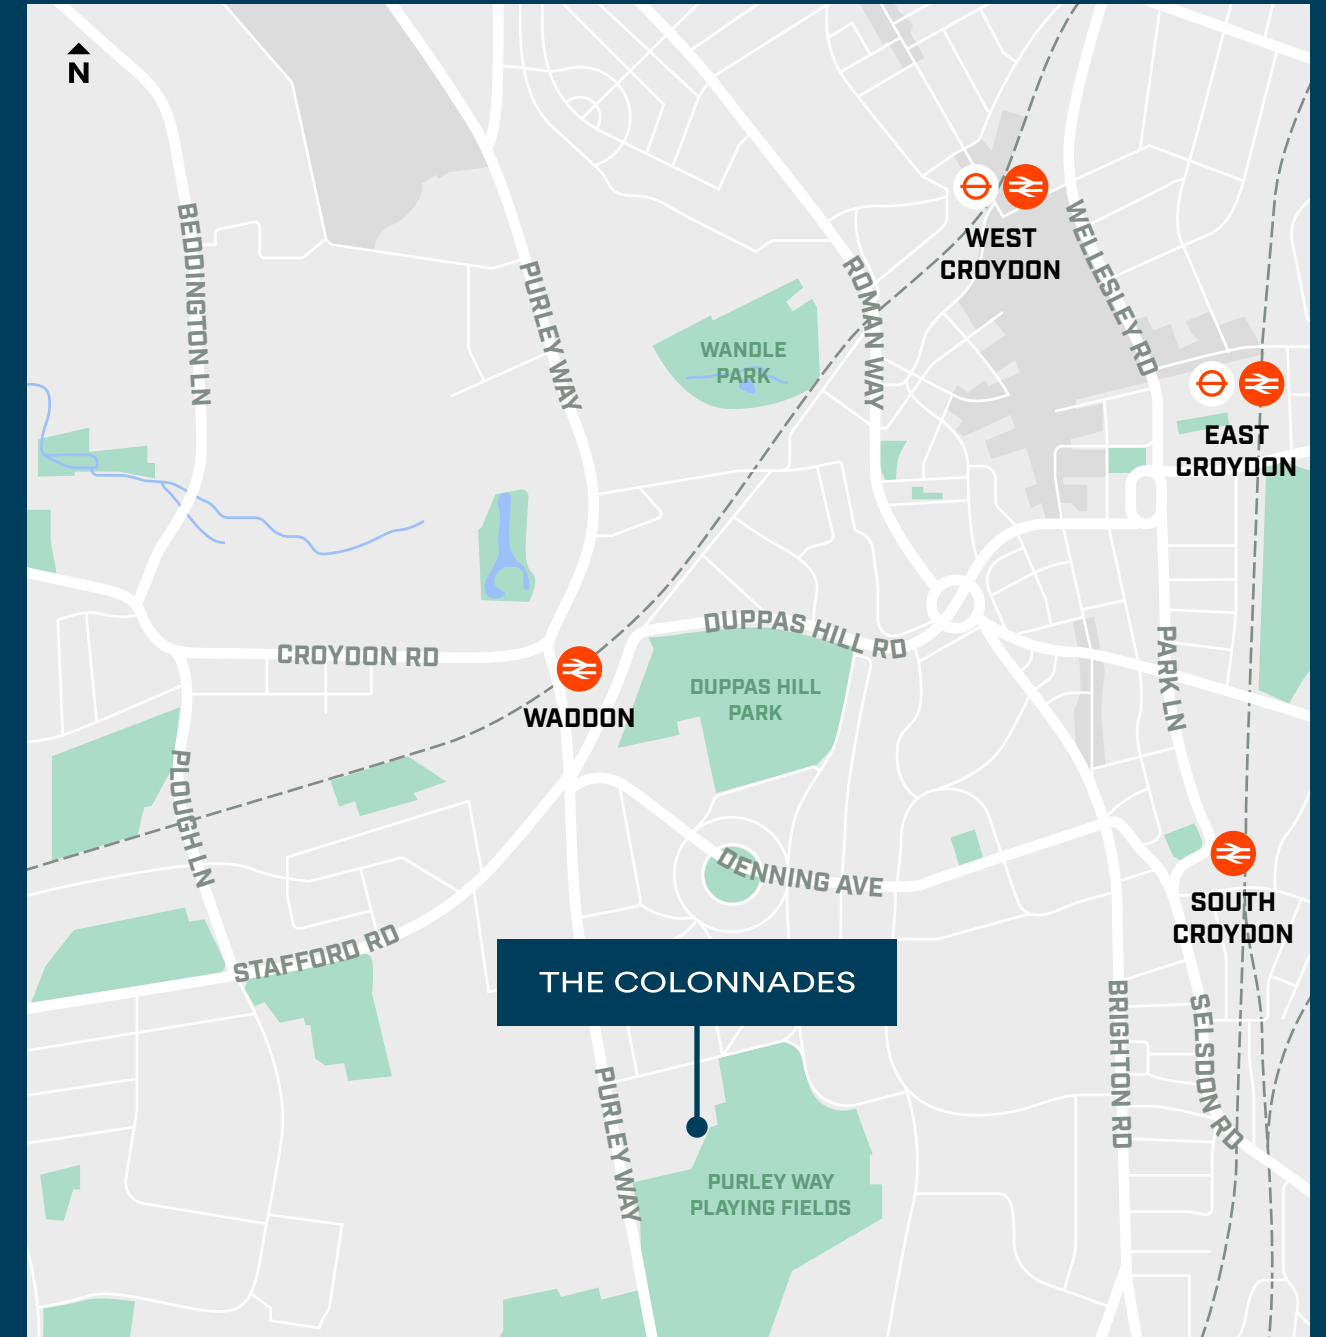 N
BEDDINGTON LN
PURLEY WAY
ROMAN WAY
WELLESLEY RD
WEST
CROYDON
WANDLE
PARK
EAST
CROYDON
CROYDON RD
DUPPAS HILL RD
DUPPAS HILL
PARK
WADDON
PARK LN
PLOUGH LN
DENNING AVE
SOUTH
CROYDON
STAFFORD RD
THE COLONNADES
PURLEY WAY
BRIGHTON RD
SELSDON RD
PURLEY WAY
PLAYING FIELDS